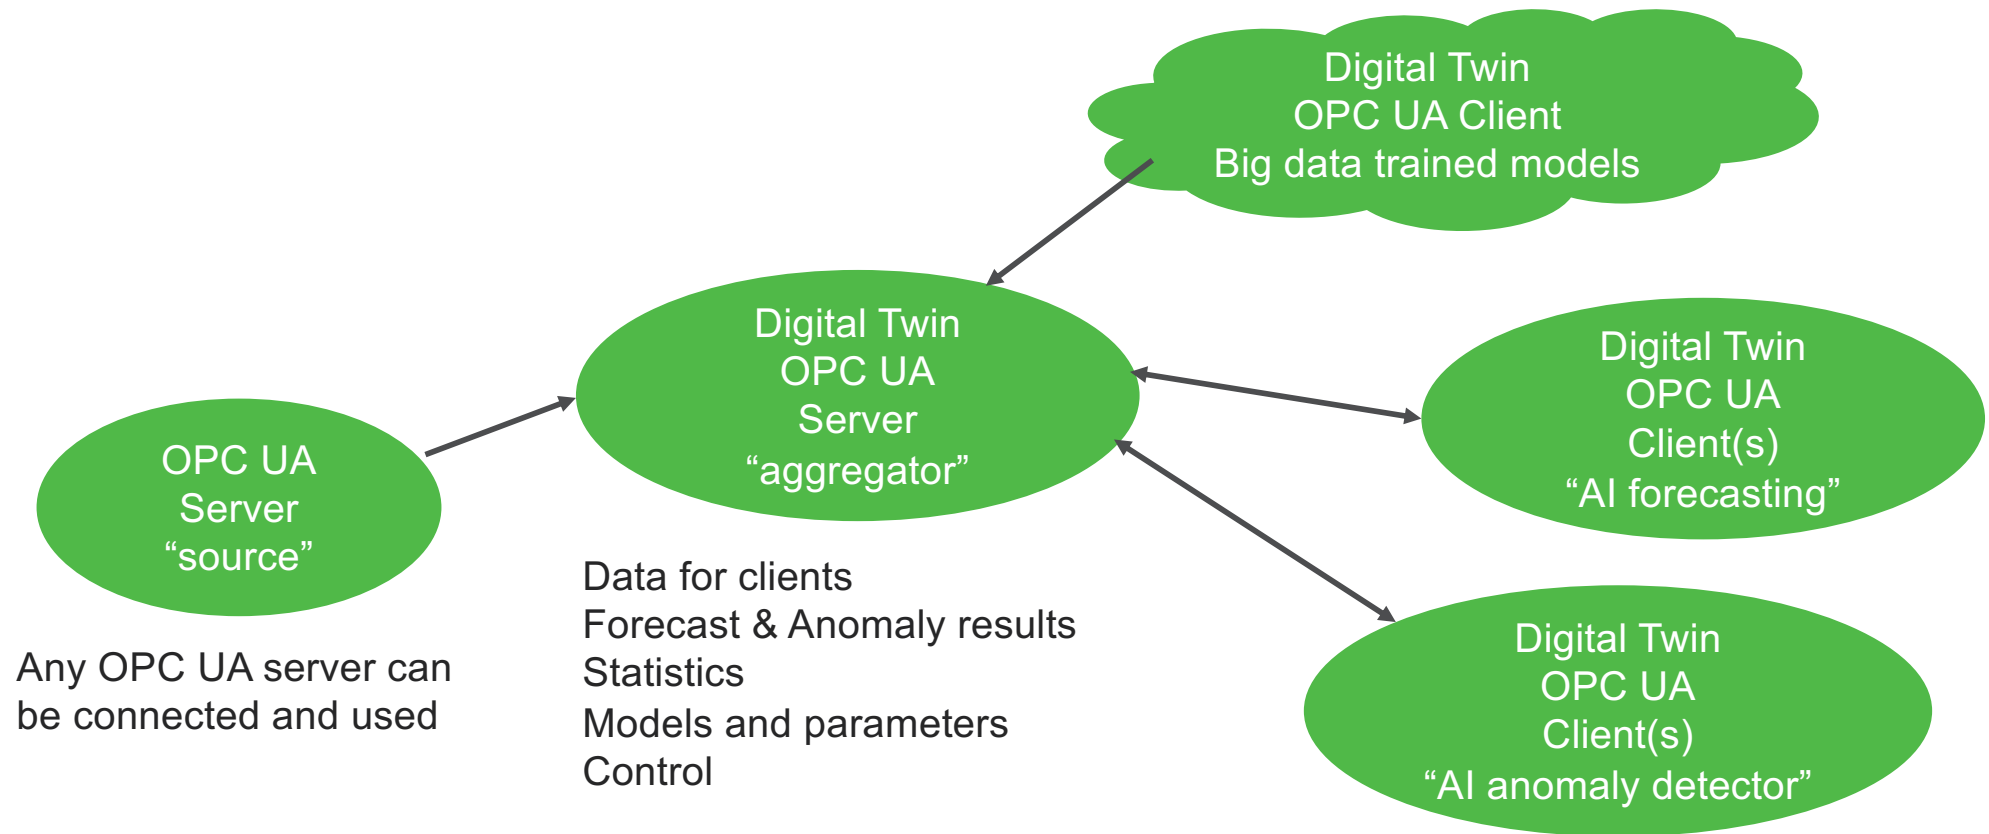 Digital Twin
OPC UA Client
Big data trained models
Digital Twin
OPC UA
Server
“aggregator”
Digital Twin
OPC UA
Client(s)
“AI forecasting”
OPC UA
Server
“source”
Any OPC UA server can
be connected and used
Data for clients
Forecast & Anomaly results
Statistics
Models and parameters
Control
Digital Twin
OPC UA
Client(s)
“AI anomaly detector”